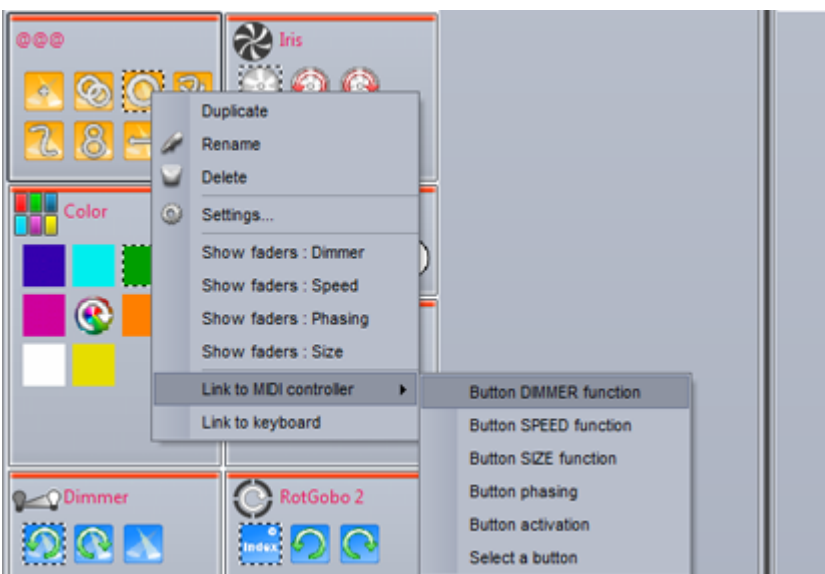 @@@
Iris
Duplicate
Rename
Delete
Settings...
Show faders : Dimmer
Show faders : Speed
Show faders : Phasing
Show faders : Size
Link to MIDI controller
Link to keyboard
Button DIMMER function
Button SPEED function
Button SIZE function
Button phasing
Button activation
Select a button
Color
Dimmer
RotGobo 2
Index